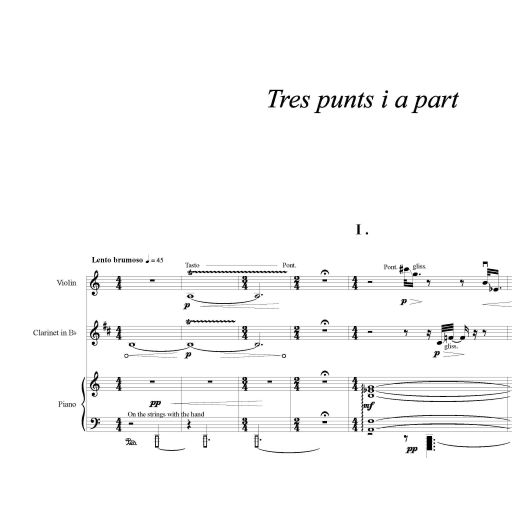 Tres punts i a part
I .
Lento brumoso ♩ = 45
Tasto Pont.
Pont. gliss.
Violin
p p
Clarinet in B♭
p p
gliss.
Piano
pp mf
On the strings with the hand
Ped. pp